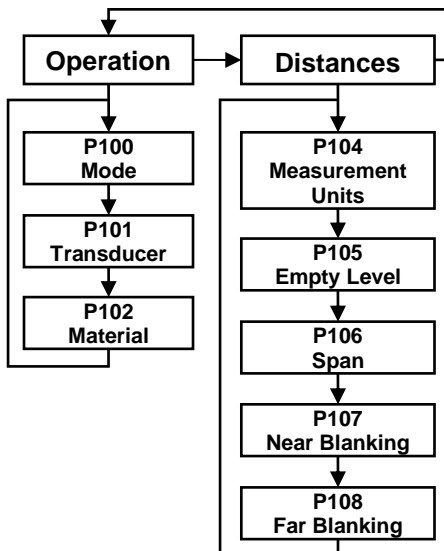 Operation
Distances
P100
Mode
P101
Transducer
P102
Material
P104
Measurement
Units
P105
Empty Level
P106
Span
P107
Near Blanking
P108
Far Blanking